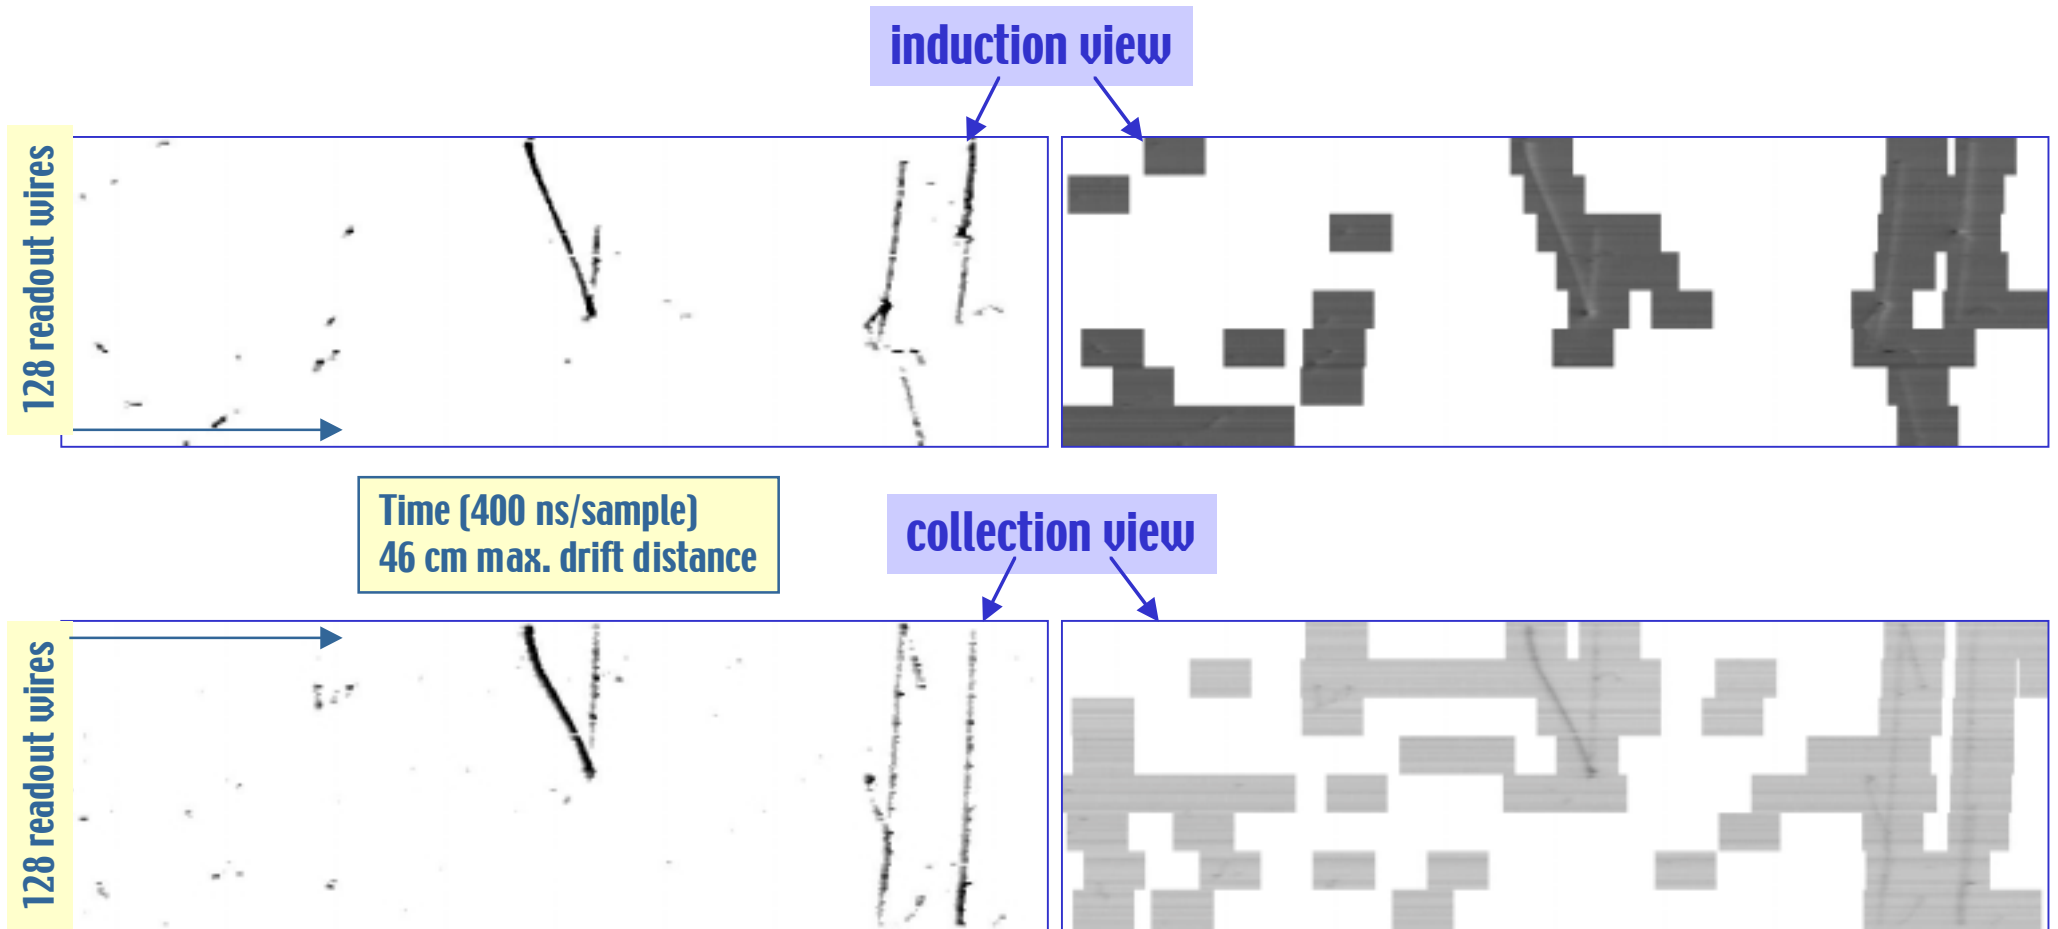 induction view
128 readout wires
Time (400 ns/sample)
46 cm max. drift distance
collection view
128 readout wires